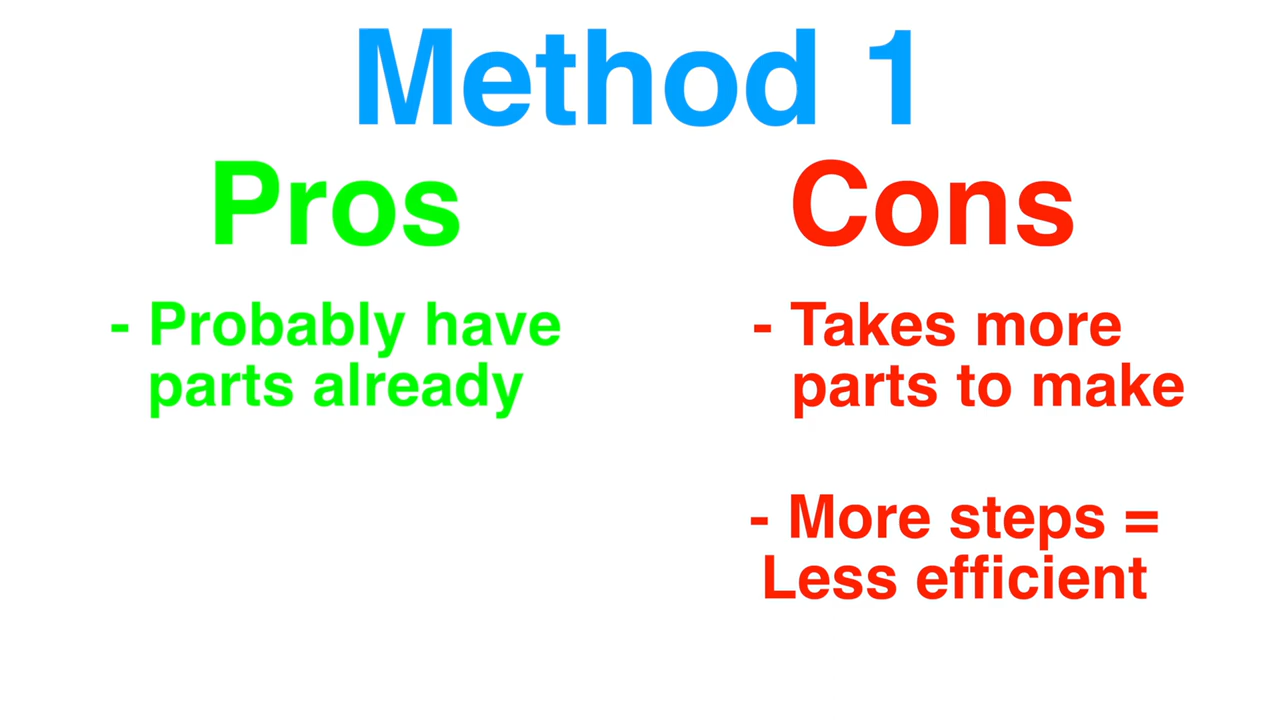 Method 1
Pros
- Probably have
parts already
Cons
- Takes more
parts to make
- More steps =
Less efficient